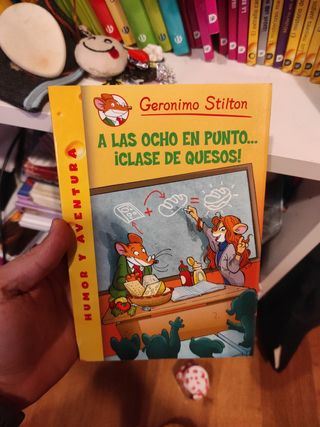 Geronimo Stilton
A LAS OCHO EN PUNTO...
¡CLASE DE QUESOS!
HUMOR Y AVENTURA